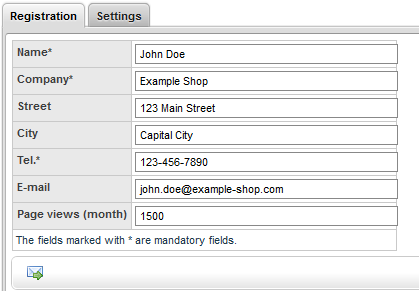 Registration Settings
Name* John Doe
Company* Example Shop
Street 123 Main Street
City Capital City
Tel.* 123-456-7890
E-mail john.doe@example-shop.com
Page views (month) 1500
The fields marked with * are mandatory fields.